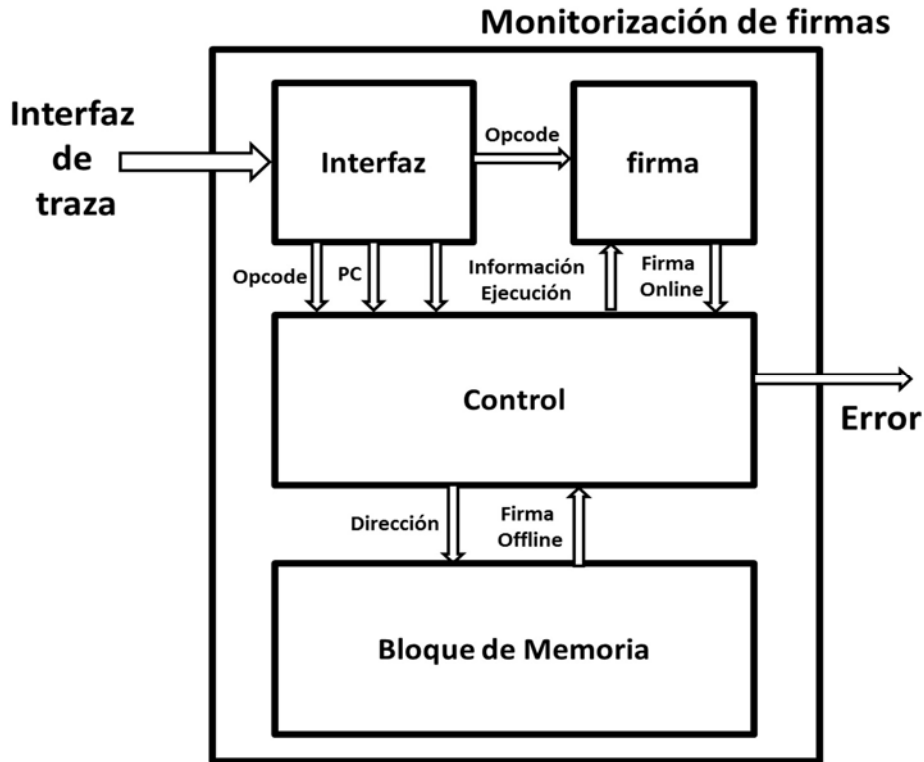 Monitorización de firmas
Interfaz
de
traza
Interfaz
Opcode
firma
Opcode
PC
Información
Ejecución
Firma
Online
Control
Error
Dirección
Firma
Offline
Bloque de Memoria